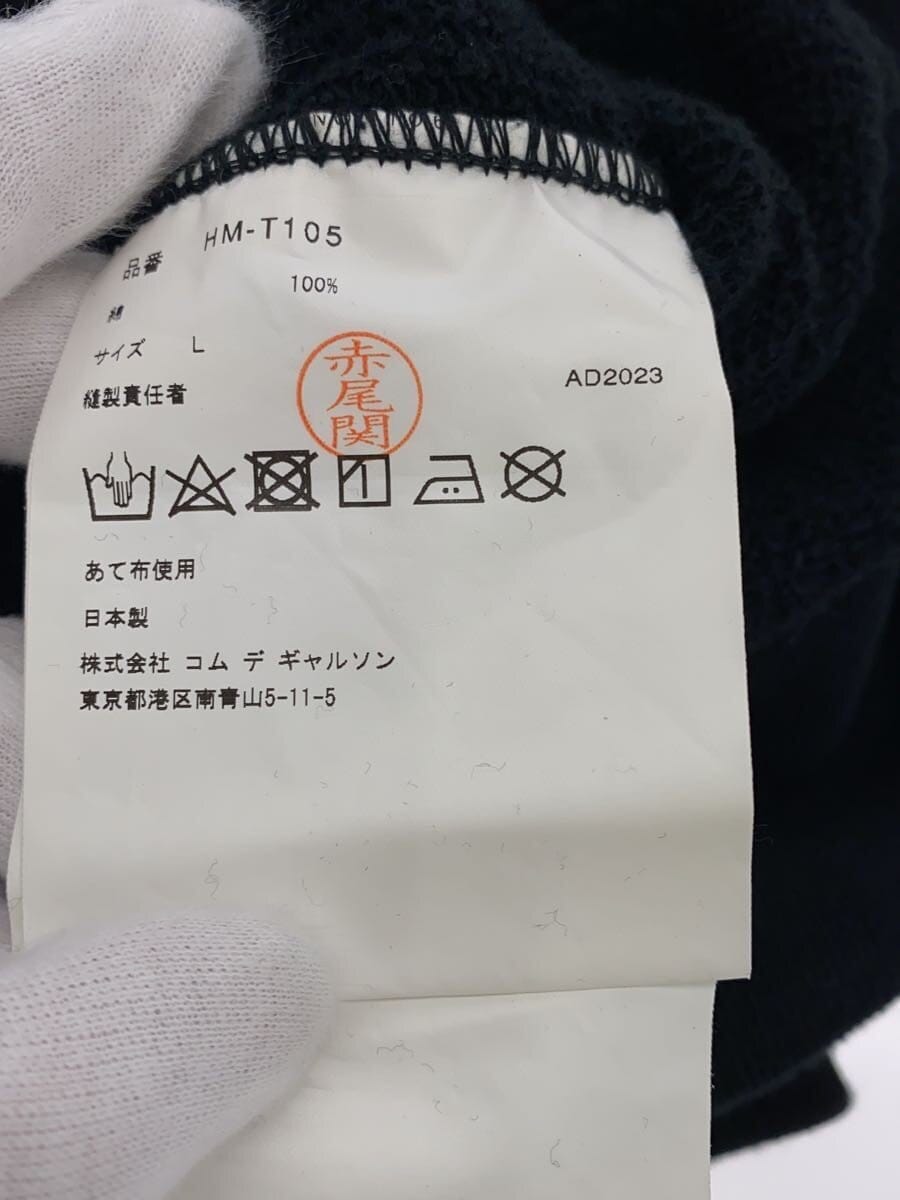 品番 HM-T105
綿 100%
サイズ L
縫製責任者
赤尾関
AD2023
あて布使用
日本製
株式会社 コム デ ギャルソン
東京都港区南青山5-11-5